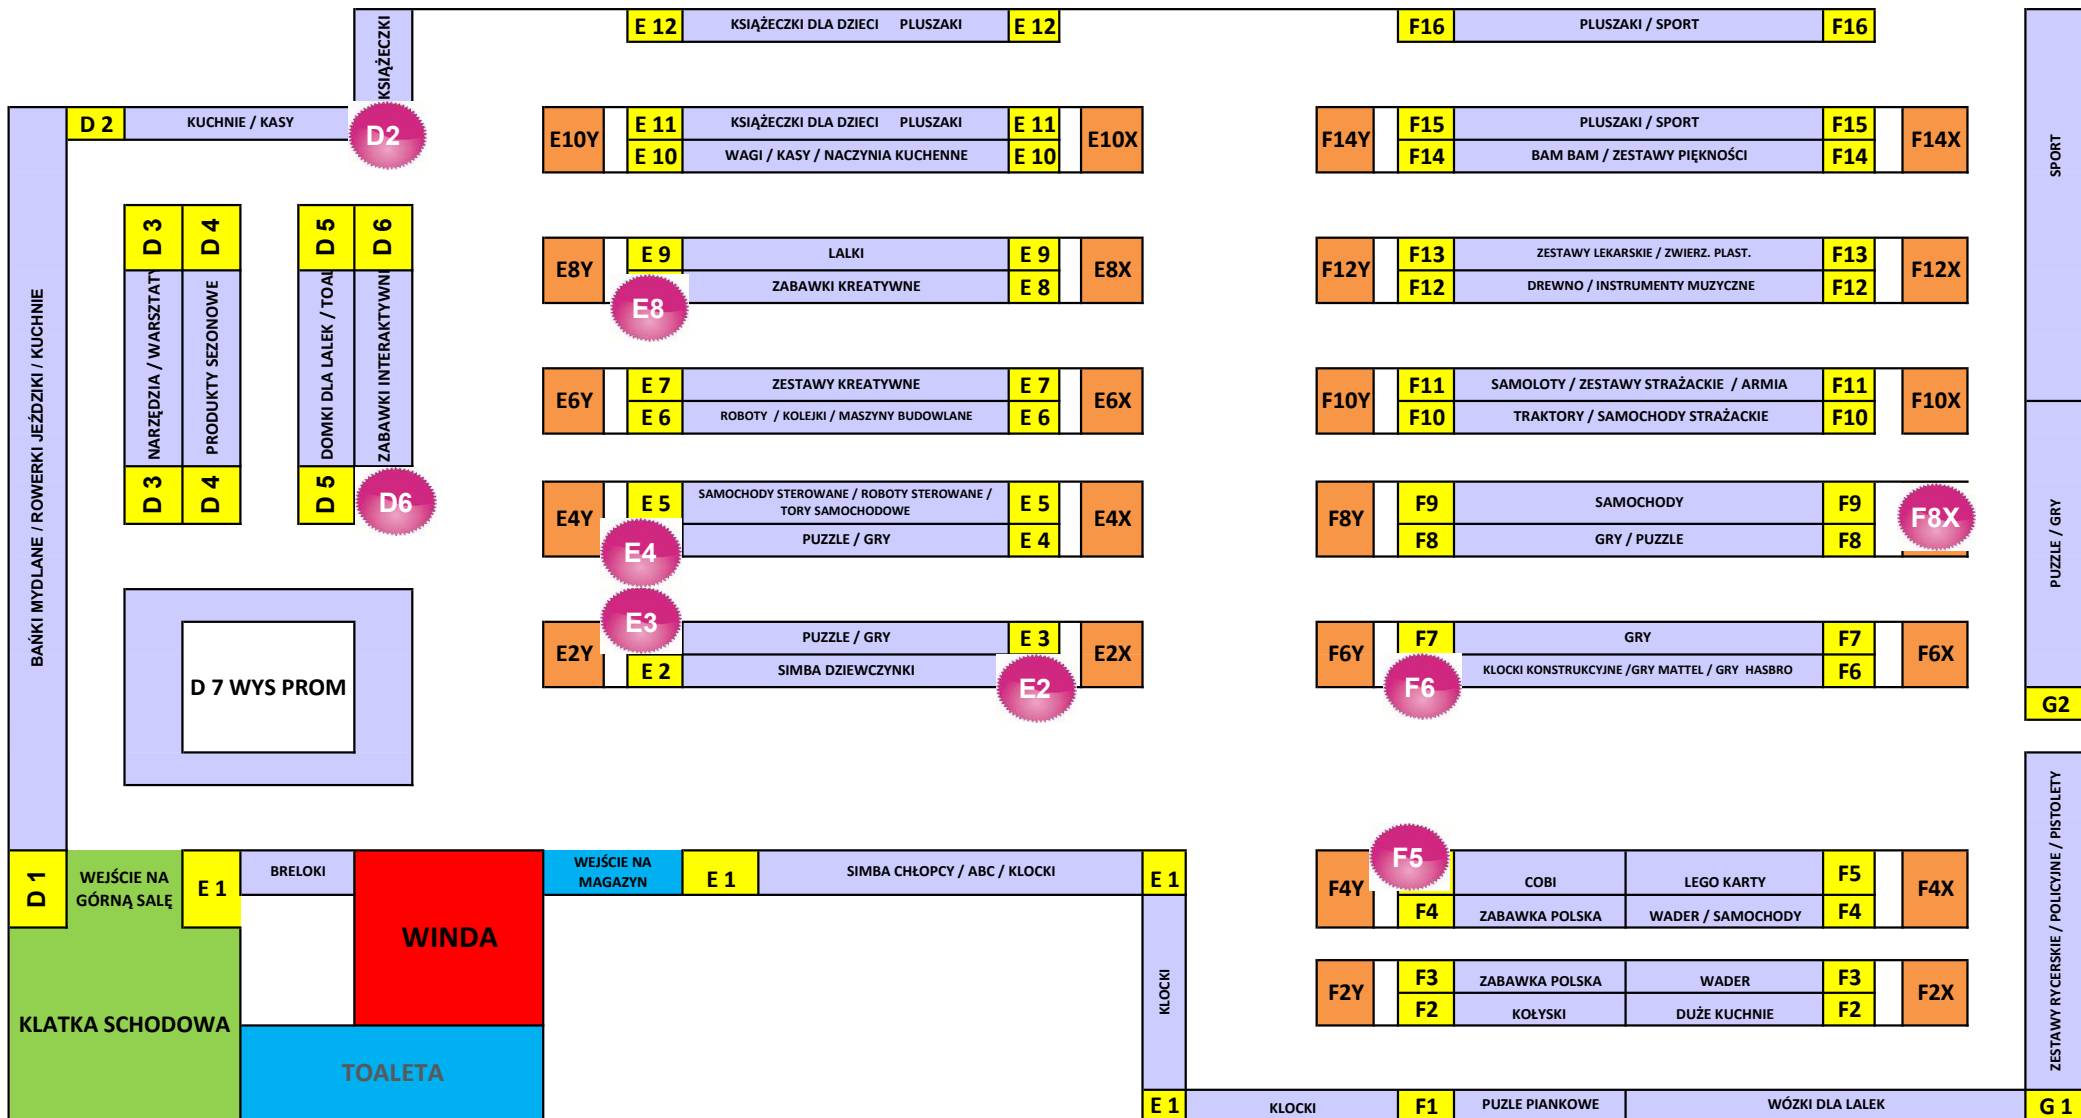 KSIĄŻECZKI
E 12 KSIĄŻECZKI DLA DZIECI PLUSZAKI E 12
F16 PLUSZAKI / SPORT F16
D 2 KUCHNIE / KASY D2
E10Y E 11 KSIĄŻECZKI DLA DZIECI PLUSZAKI E 11 E10X
E 10 WAGI / KASY / NACZYNIA KUCHENNE E 10
F14Y F15 PLUSZAKI / SPORT F15 F14X
F14 BAM BAM / ZESTAWY PIĘKNOŚCI F14
SPORT
BAŃKI MYDLANE / ROWERKI JEŹDZIKI / KUCHNIE
D 3 NARZĘDZIA / WARSZTATY D 3
D 4 PRODUKTY SEZONOWE D 4
D 5 DOMKI DLA LALEK / TOAL D 5
D 6 ZABAWKI INTERAKTYWNE D6
E8Y E 9 LALKI E 9 E8X
E8 ZABAWKI KREATYWNE E 8
F12Y F13 ZESTAWY LEKARSKIE / ZWIERZ. PLAST. F13 F12X
F12 DREWNO / INSTRUMENTY MUZYCZNE F12
E6Y E 7 ZESTAWY KREATYWNE E 7 E6X
E 6 ROBOTY / KOLEJKI / MASZYNY BUDOWLANE E 6
F10Y F11 SAMOLOTY / ZESTAWY STRAŻACKIE / ARMIA F11 F10X
F10 TRAKTORY / SAMOCHODY STRAŻACKIE F10
PUZZLE / GRY
E4Y E 5 SAMOCHODY STEROWANE / ROBOTY STEROWANE /
TORY SAMOCHODOWE E 5 E4X
E4 PUZZLE / GRY E 4
F8Y F9 SAMOCHODY F9 F8X
F8 GRY / PUZZLE F8
E2Y E3 PUZZLE / GRY E 3 E2X
E 2 SIMBA DZIEWCZYNKI E2
F6Y F7 GRY F7 F6X
F6 KLOCKI KONSTRUKCYJNE /GRY MATTEL / GRY HASBRO F6
G2
D 7 WYS PROM
D 1
WEJŚCIE NA
GÓRNĄ SALĘ
E 1 BRELOKI
WINDA
WEJŚCIE NA
MAGAZYN
E 1 SIMBA CHŁOPCY / ABC / KLOCKI E 1
F4Y F5 COBI LEGO KARTY F5 F4X
F4 ZABAWKA POLSKA WADER / SAMOCHODY F4
ZESTAWY RYCERSKIE / POLICYJNE / PISTOLETY
KLOCKI
F2Y F3 ZABAWKA POLSKA WADER F3 F2X
F2 KOŁYSKI DUŻE KUCHNIE F2
KLATKA SCHODOWA
TOALETA
E 1 KLOCKI F1 PUZLE PIANKOWE WÓZKI DLA LALEK G 1